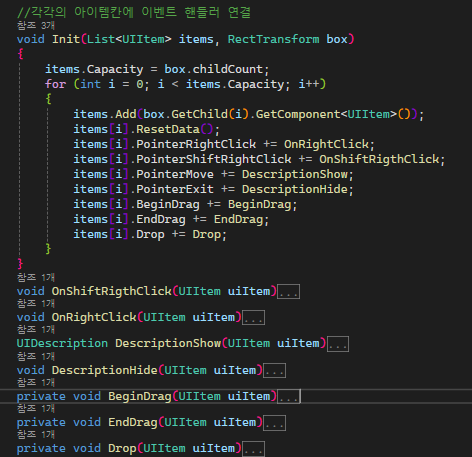 //각각의 아이템칸에 이벤트 핸들러 연결
참조 3개
void Init(List<UIItem> items, RectTransform box)
{
items.Capacity = box.childCount;
for (int i = 0; i < items.Capacity; i++)
{
items.Add(box.GetChild(i).GetComponent<UIItem>());
items[i].ResetData();
items[i].PointerRightClick += OnRightClick;
items[i].PointerShiftRightClick += OnShiftRigthClick;
items[i].PointerMove += DescriptionShow;
items[i].PointerExit += DescriptionHide;
items[i].BeginDrag += BeginDrag;
items[i].EndDrag += EndDrag;
items[i].Drop += Drop;
}
}
참조 1개
void OnShiftRigthClick(UIItem uiItem)...
참조 1개
void OnRightClick(UIItem uiItem)...
참조 1개
UIDescription DescriptionShow(UIItem uiItem)...
참조 1개
void DescriptionHide(UIItem uiItem)...
참조 1개
private void BeginDrag(UIItem uiItem)...
참조 1개
private void EndDrag(UIItem uiItem)...
참조 1개
private void Drop(UIItem uiItem)...